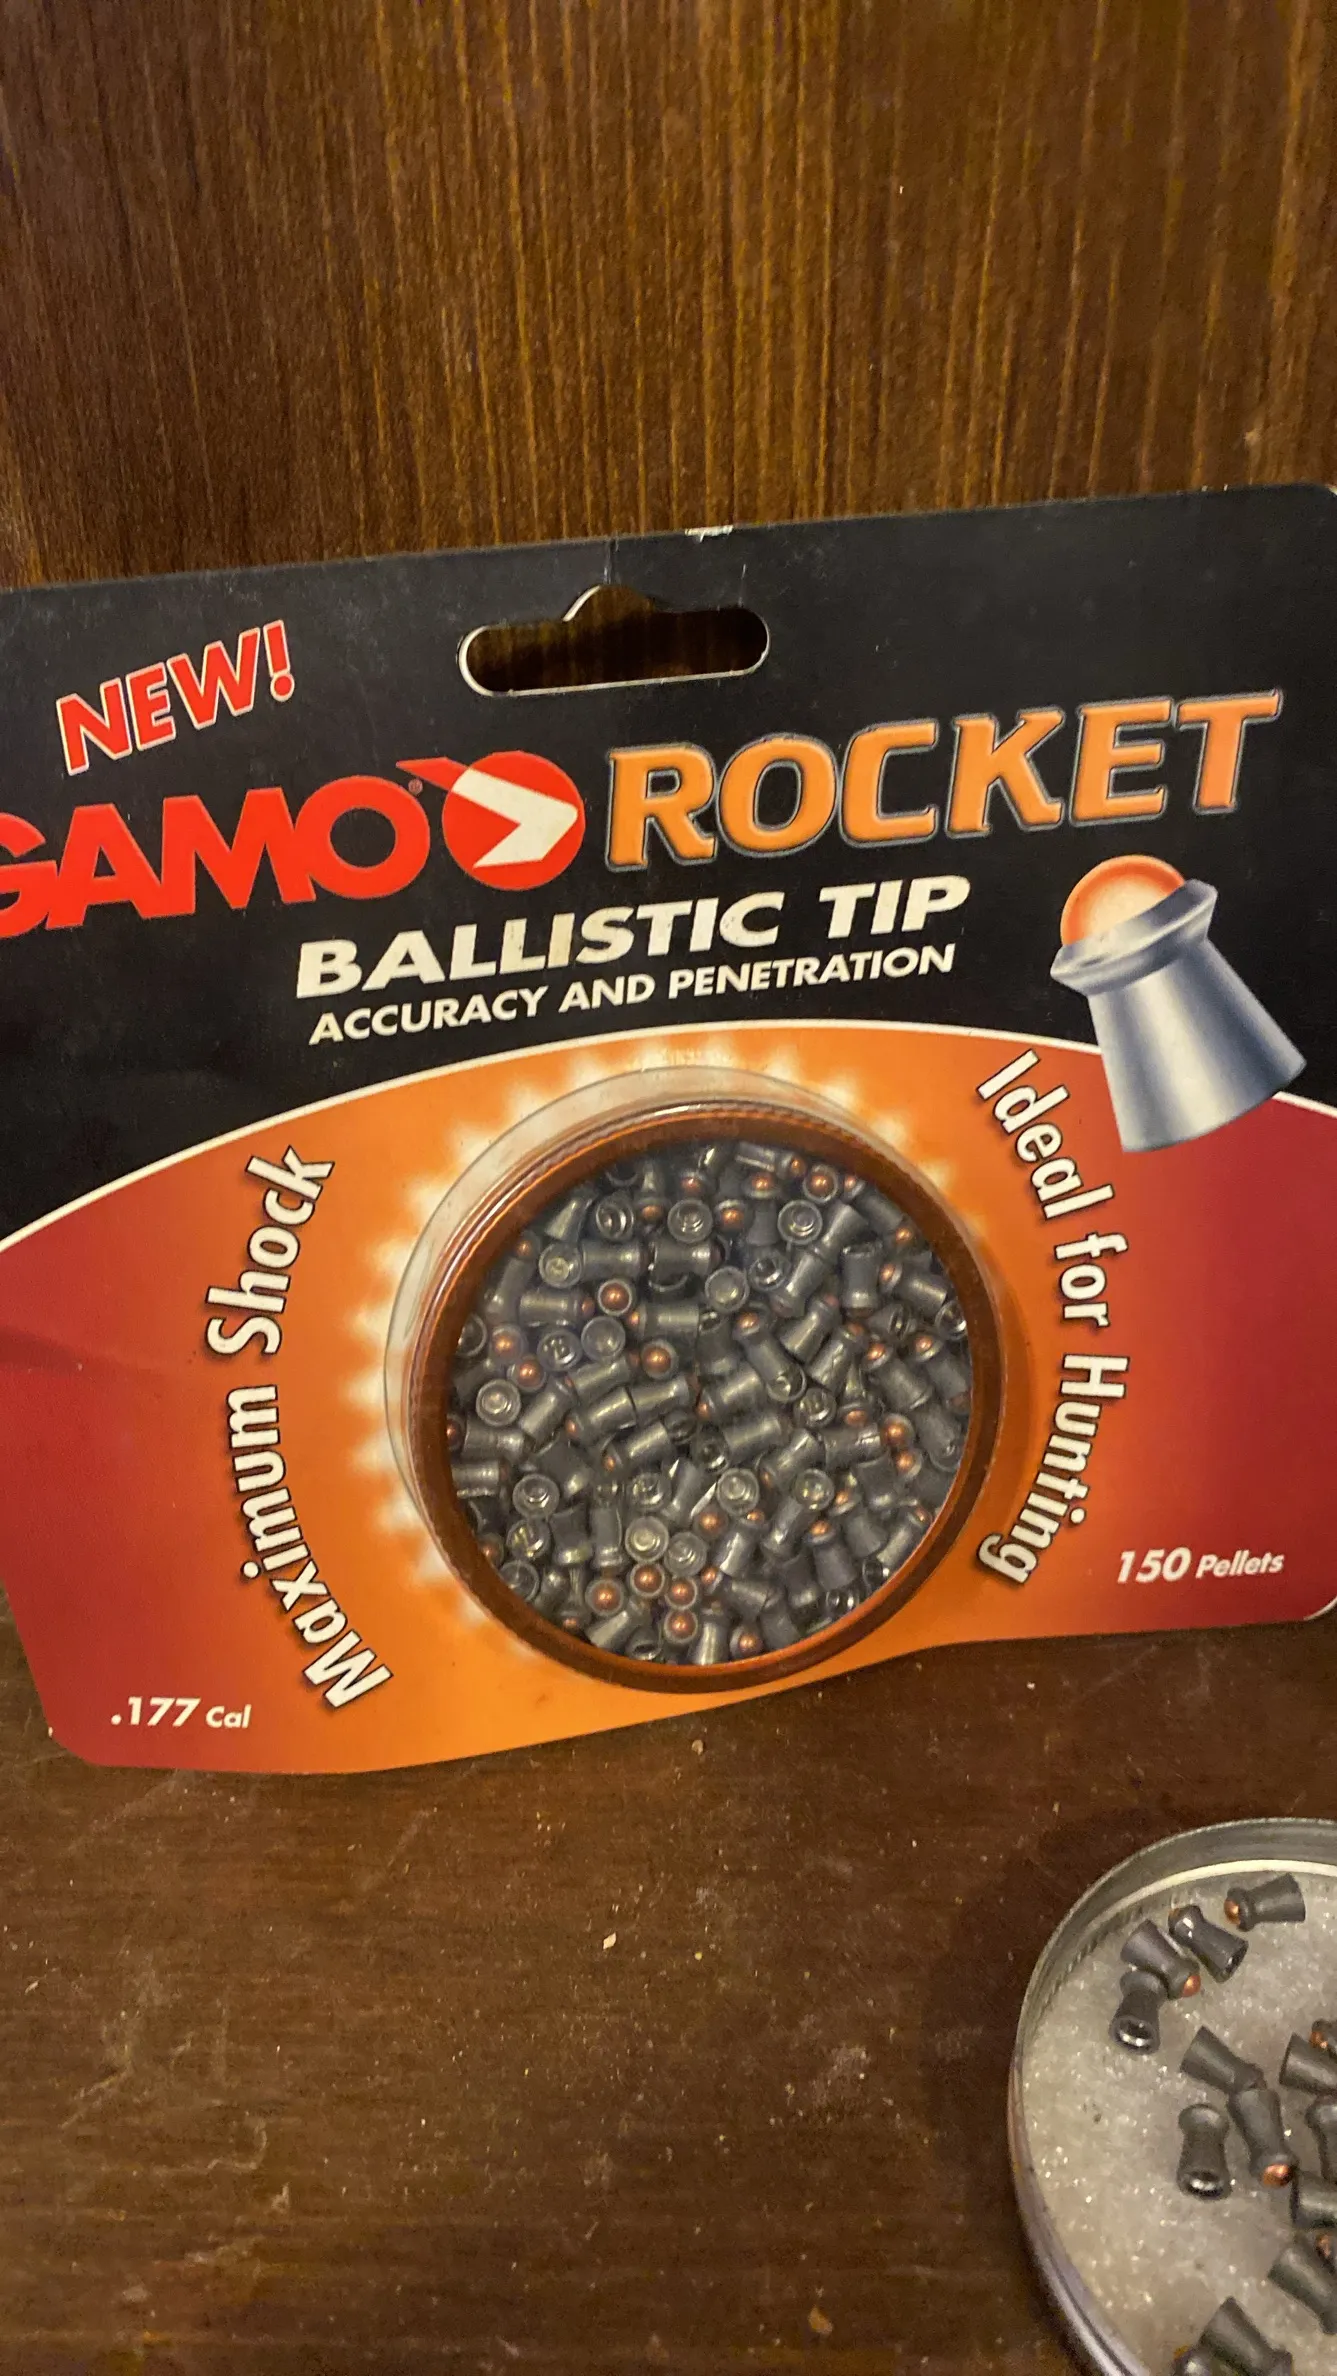 NEW!
GAMO® ROCKET
BALLISTIC TIP
ACCURACY AND PENETRATION
Maximum Shock
Ideal for Hunting
150 Pellets
.177 Cal